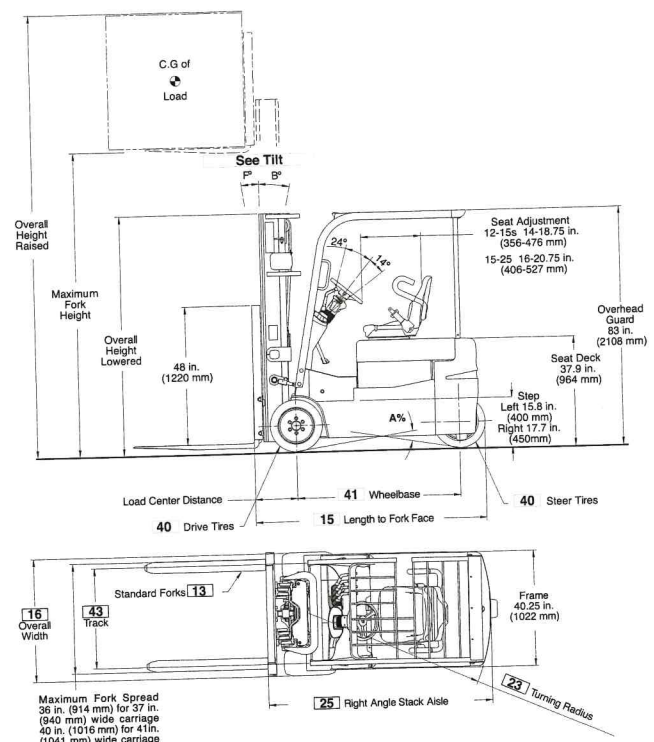 C.G of
Load
See Tilt
F° B°
Overall
Height
Raised
Maximum
Fork
Height
Overall
Height
Lowered
48 in.
(1220 mm)
24°
14°
Seat Adjustment
12-15s 14-18.75 in.
(356-476 mm)
15-25 16-20.75 in.
(406-527 mm)
Overhead
Guard
83 in.
(2108 mm)
Seat Deck
37.9 in.
(964 mm)
Step
Left 15.8 in.
(400 mm)
Right 17.7 in.
(450mm)
A%
Load Center Distance
41 Wheelbase
40 Steer Tires
40 Drive Tires
15 Length to Fork Face
16
Overall
Width
43
Track
Standard Forks 13
Frame
40.25 in.
(1022 mm)
23 Turning Radius
25 Right Angle Stack Aisle
Maximum Fork Spread
36 in. (914 mm) for 37 in.
(940 mm) wide carriage
40 in. (1016 mm) for 41in.
(1041 mm) wide carriage